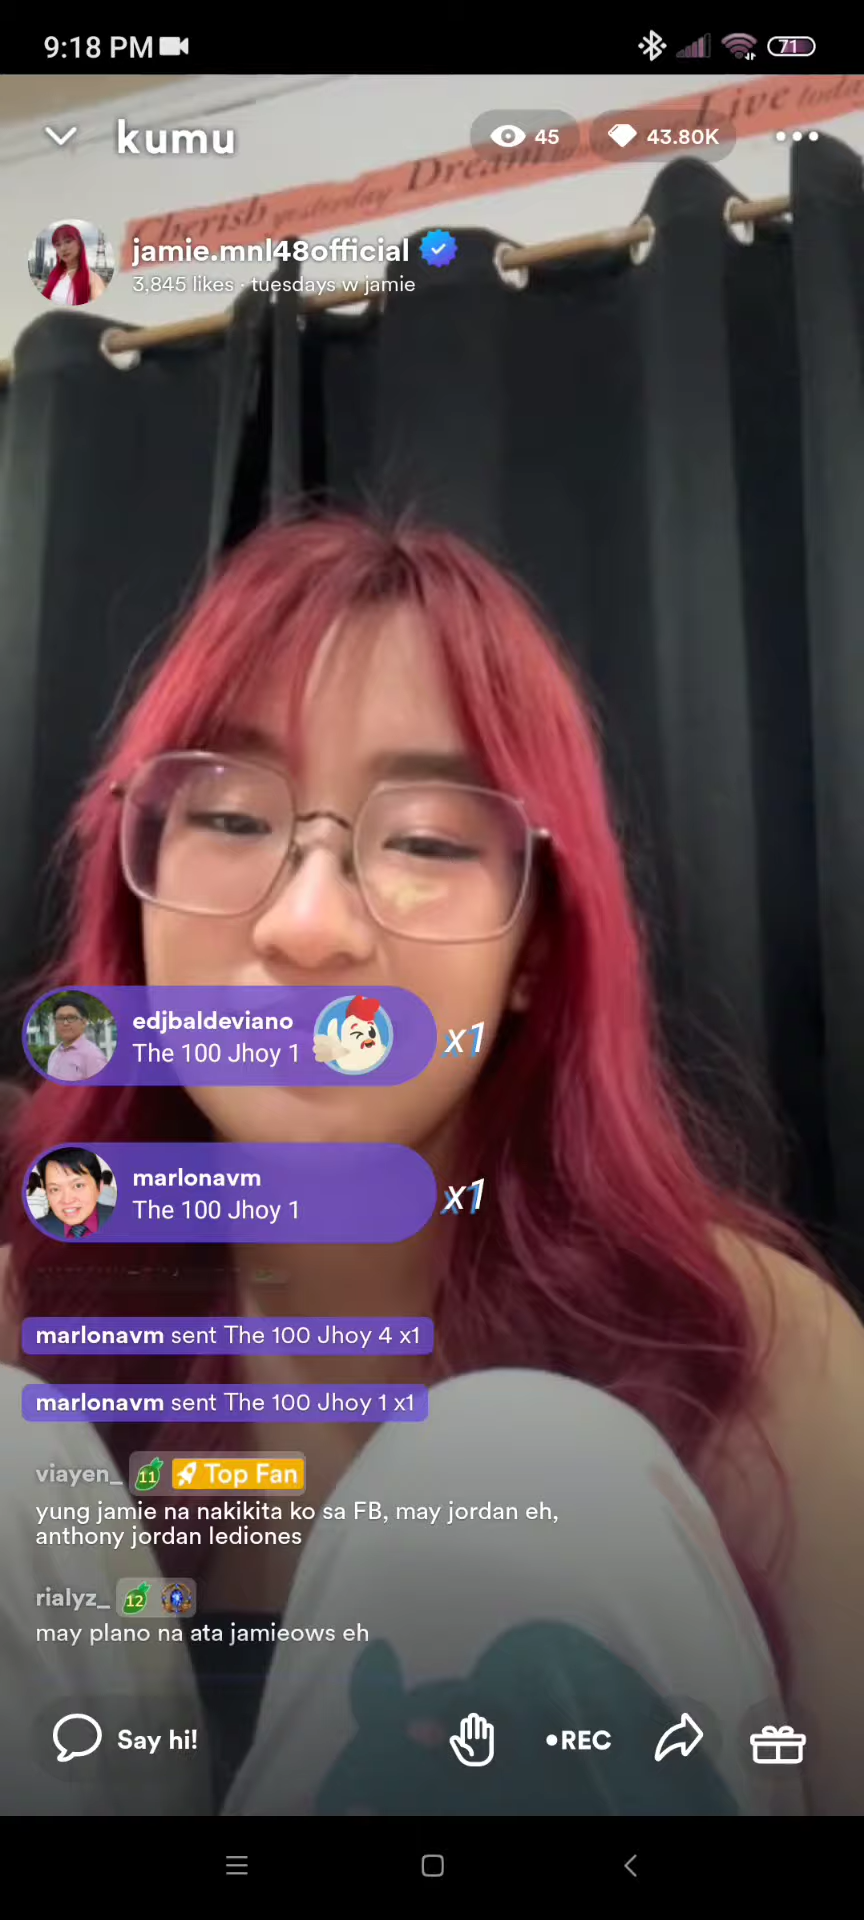 9:18 PM
71
kumu
45
43.80K
Cherish yesterday Dream Live today
jamie.mnl48official
3,845 likes · tuesdays w jamie
edjbaldeviano
The 100 Jhoy 1
x1
marlonavm
The 100 Jhoy 1
x1
marlonavm sent The 100 Jhoy 4 x1
marlonavm sent The 100 Jhoy 1 x1
viayen_ 11 Top Fan
yung jamie na nakikita ko sa FB, may jordan eh,
anthony jordan lediones
rialyz_ 12
may plano na ata jamieows eh
Say hi!
•REC